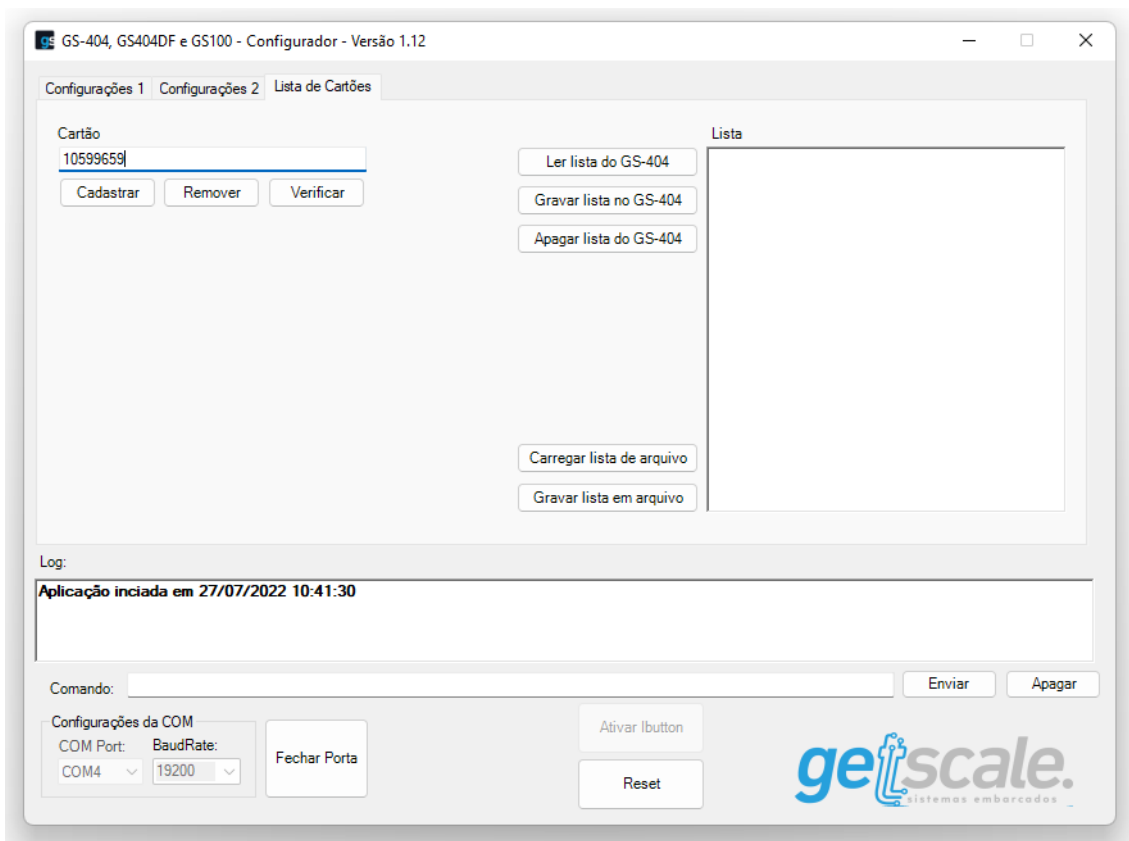 GS-404, GS404DF e GS100 - Configurador - Versão 1.12
Configurações 1 Configurações 2 Lista de Cartões
Cartão
10599659
Cadastrar Remover Verificar
Ler lista do GS-404
Gravar lista no GS-404
Apagar lista do GS-404
Carregar lista de arquivo
Gravar lista em arquivo
Lista
Log:
Aplicação inciada em 27/07/2022 10:41:30
Comando:
Enviar Apagar
Configurações da COM
COM Port: BaudRate:
COM4 19200
Fechar Porta
Ativar Ibutton
Reset
getscale.
sistemas embarcados